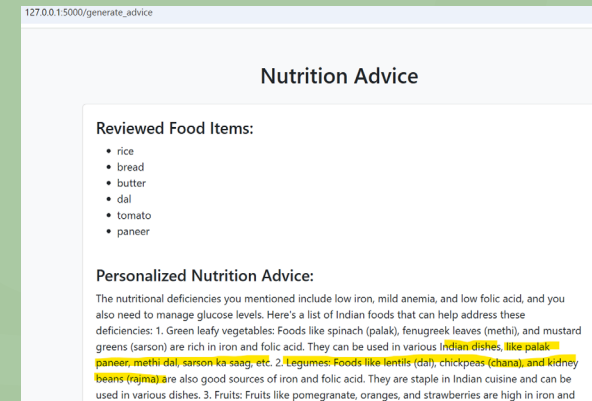 127.0.0.1:5000/generate_advice
Nutrition Advice
Reviewed Food Items:
• rice
• bread
• butter
• dal
• tomato
• paneer
Personalized Nutrition Advice:
The nutritional deficiencies you mentioned include low iron, mild anemia, and low folic acid, and you
also need to manage glucose levels. Here's a list of Indian foods that can help address these
deficiencies: 1. Green leafy vegetables: Foods like spinach (palak), fenugreek leaves (methi), and mustard
greens (sarson) are rich in iron and folic acid. They can be used in various Indian dishes, like palak
paneer, methi dal, sarson ka saag, etc. 2. Legumes: Foods like lentils (dal), chickpeas (chana), and kidney
beans (rajma) are also good sources of iron and folic acid. They are staple in Indian cuisine and can be
used in various dishes. 3. Fruits: Fruits like pomegranate, oranges, and strawberries are high in iron and